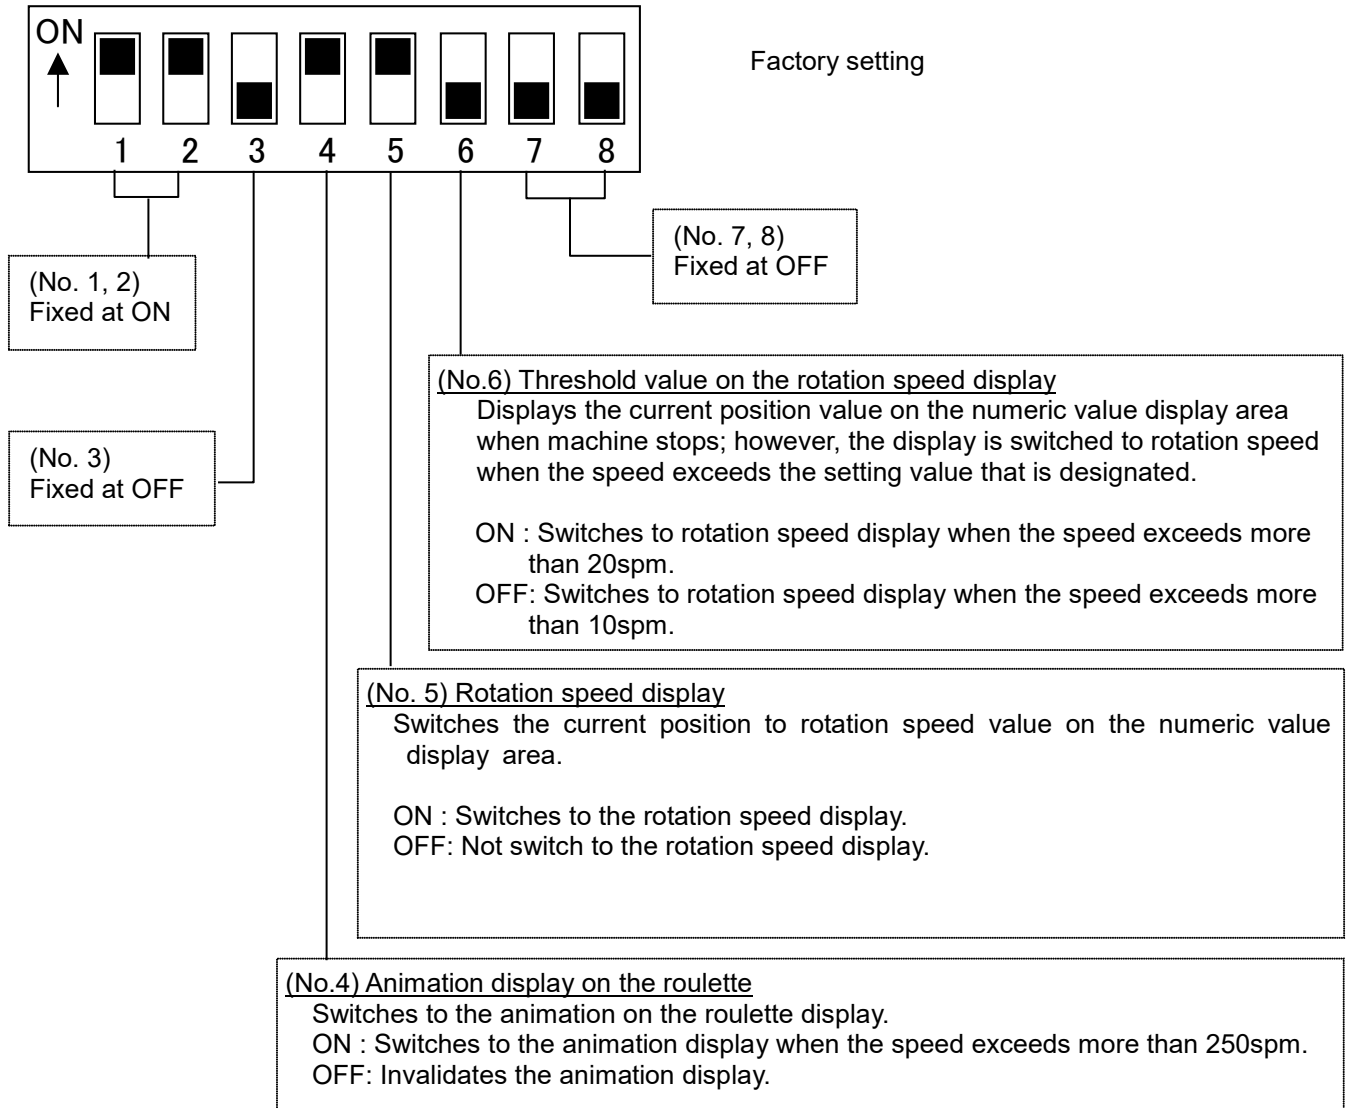 ON
Factory setting
1 2 3 4 5 6 7 8
(No. 7, 8)
Fixed at OFF
(No. 1, 2)
Fixed at ON
(No. 3)
Fixed at OFF
(No.6) Threshold value on the rotation speed display
Displays the current position value on the numeric value display area
when machine stops; however, the display is switched to rotation speed
when the speed exceeds the setting value that is designated.
ON : Switches to rotation speed display when the speed exceeds more
than 20spm.
OFF: Switches to rotation speed display when the speed exceeds more
than 10spm.
(No. 5) Rotation speed display
Switches the current position to rotation speed value on the numeric value
display area.
ON : Switches to the rotation speed display.
OFF: Not switch to the rotation speed display.
(No.4) Animation display on the roulette
Switches to the animation on the roulette display.
ON : Switches to the animation display when the speed exceeds more than 250spm.
OFF: Invalidates the animation display.